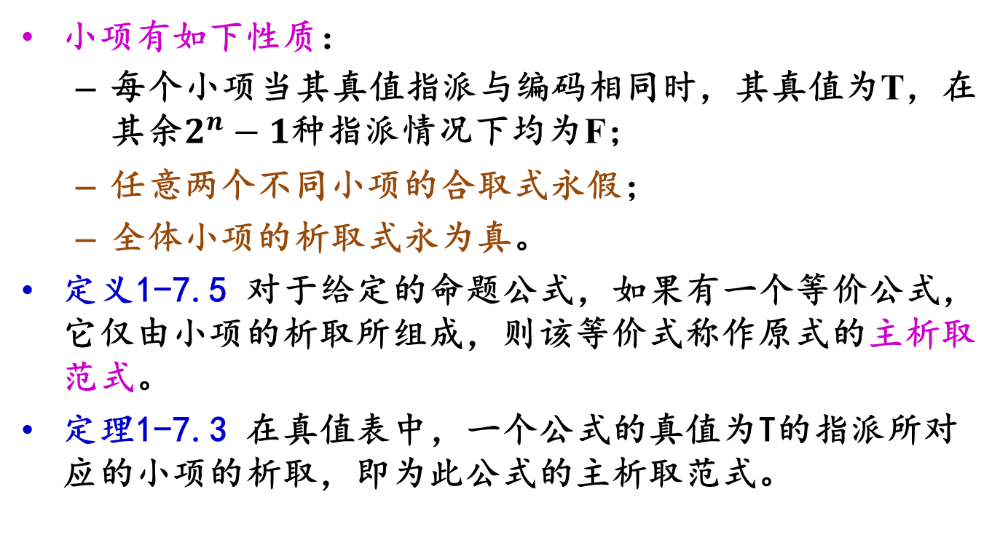 • 小项有如下性质：
– 每个小项当其真值指派与编码相同时，其真值为T，在
其余2ⁿ − 1种指派情况下均为F；
– 任意两个不同小项的合取式永假；
– 全体小项的析取式永为真。
• 定义1-7.5 对于给定的命题公式，如果有一个等价公式，
它仅由小项的析取所组成，则该等价式称作原式的主析取
范式。
• 定理1-7.3 在真值表中，一个公式的真值为T的指派所对
应的小项的析取，即为此公式的主析取范式。